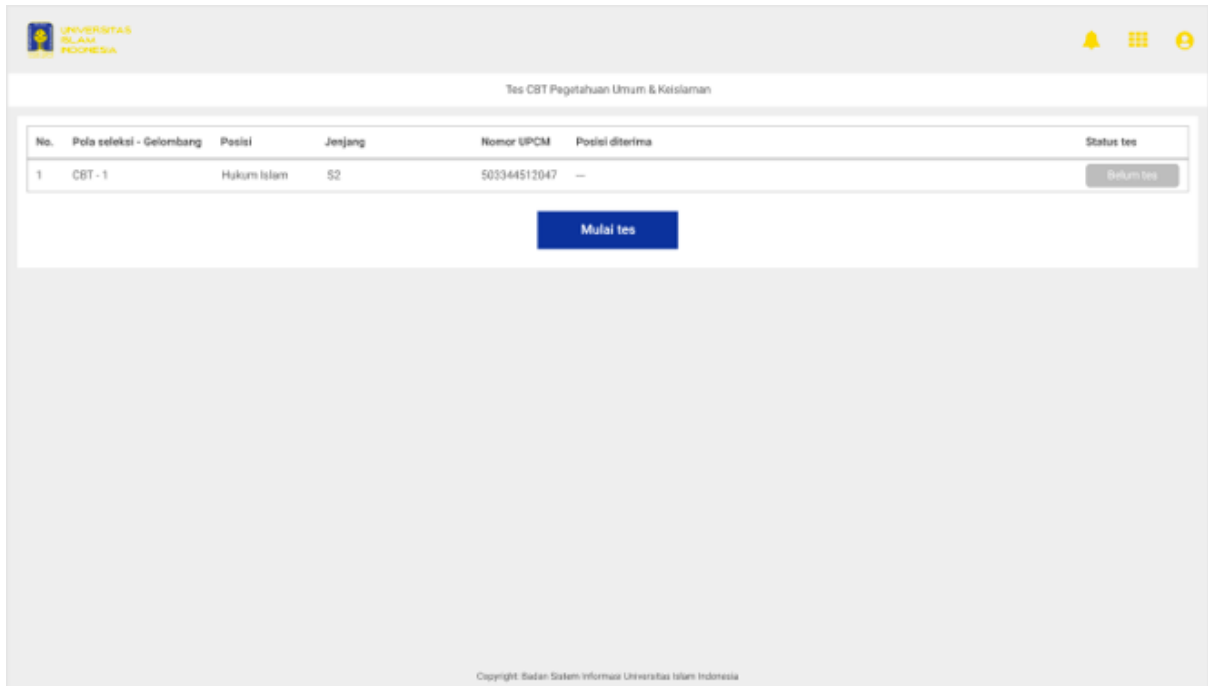 UNIVERSITAS
ISLAM
INDONESIA
Tes CBT Pegetahuan Umum & Keislaman
No. Pola seleksi - Gelombang Posisi Jenjang Nomor UPCM Posisi diterima Status tes
1 CBT - 1 Hukum Islam S2 503344512047 — Belum tes
Mulai tes
Copyright: Badan Sistem Informasi Universitas Islam Indonesia